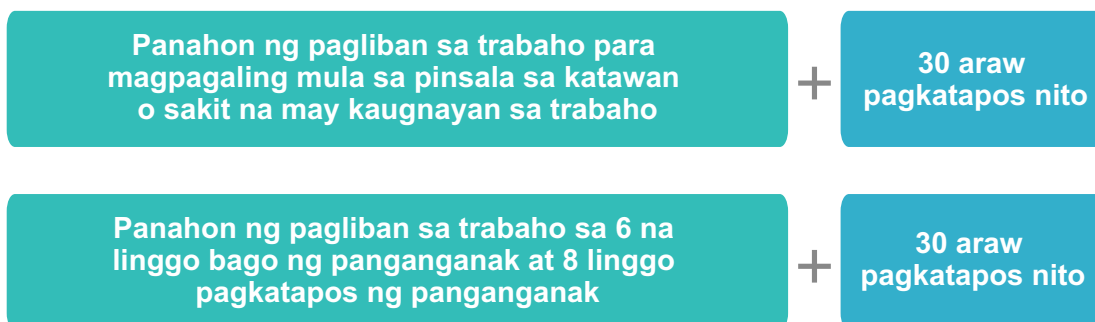 Panahon ng pagliban sa trabaho para
magpagaling mula sa pinsala sa katawan
o sakit na may kaugnayan sa trabaho
+
30 araw
pagkatapos nito
Panahon ng pagliban sa trabaho sa 6 na
linggo bago ng panganganak at 8 linggo
pagkatapos ng panganganak
+
30 araw
pagkatapos nito